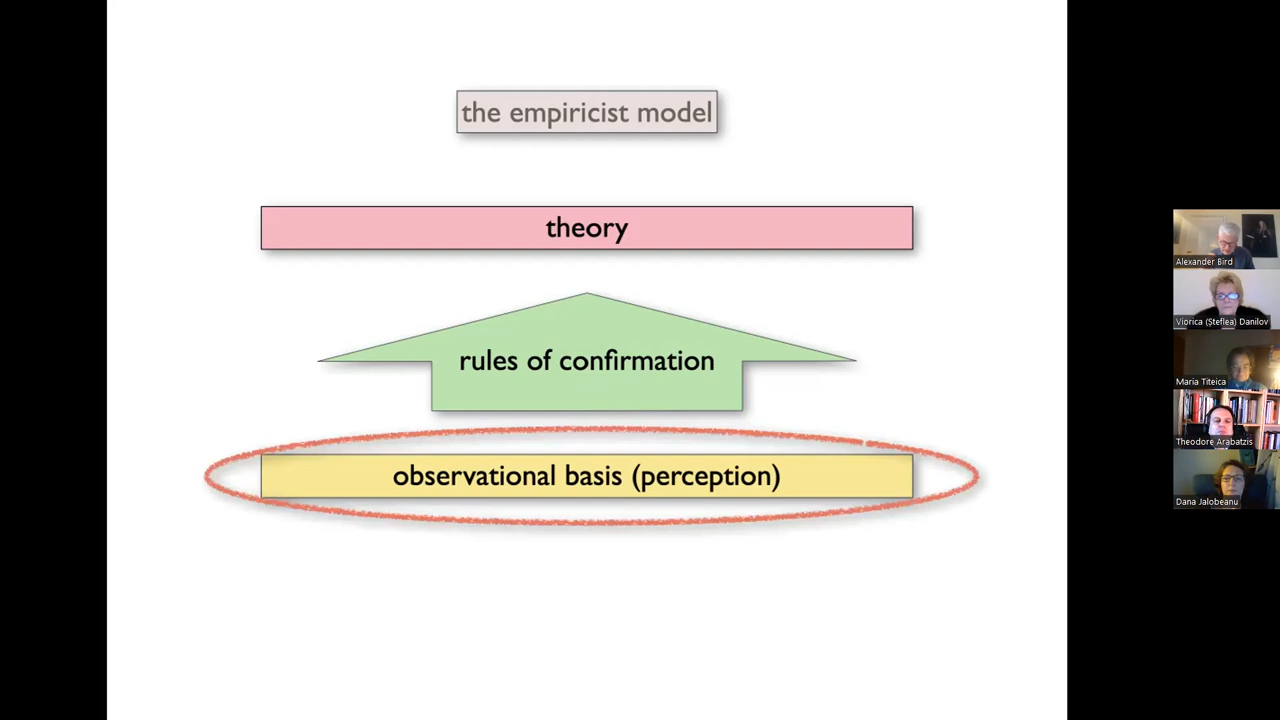 the empiricist model
theory
rules of confirmation
observational basis (perception)
Alexander Bird
Viorica (Șteflea) Danilov
Maria Titeica
Theodore Arabatzis
Dana Jalobeanu